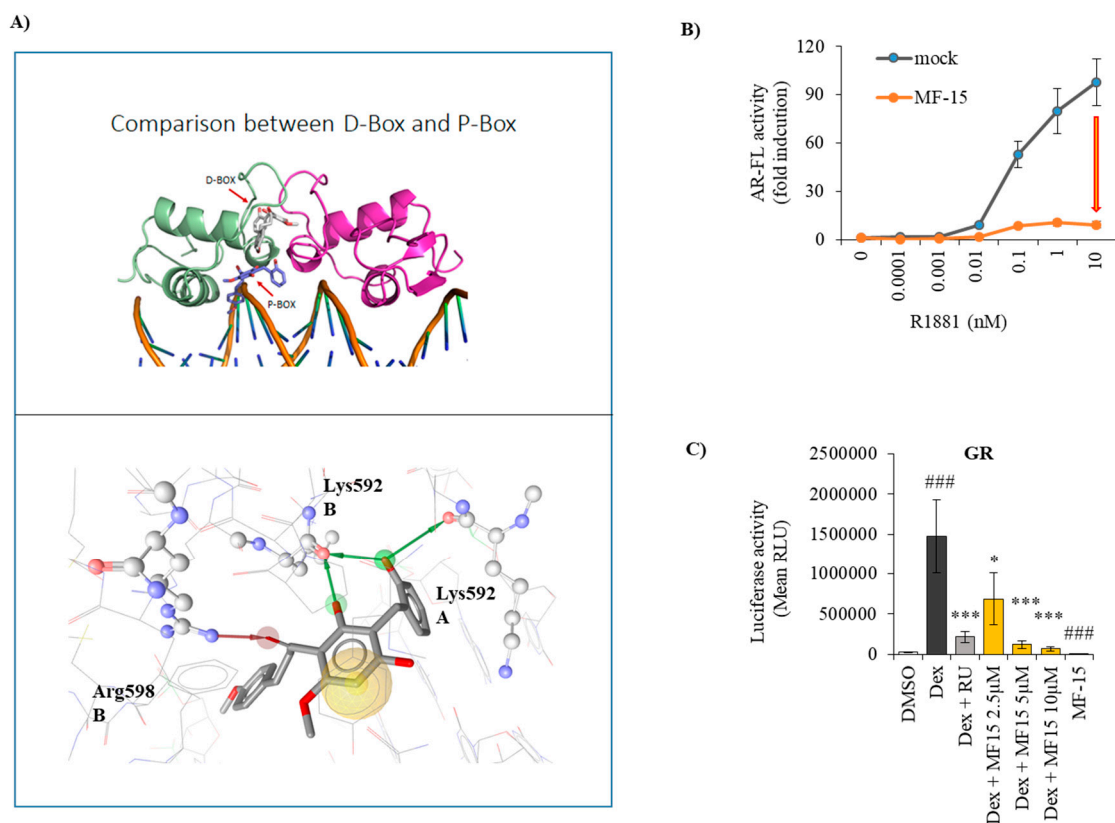 A)
Comparison between D-Box and P-Box
D-BOX
P-BOX
Lys592
B
Lys592
A
Arg598
B
B)
AR-FL activity
(fold indcution)
120
90
60
30
0
mock
MF-15
0
0.0001
0.001
0.01
0.1
1
10
R1881 (nM)
C)
GR
Luciferase activity
(Mean RLU)
2500000
2000000
1500000
1000000
500000
0
###
***
*
***
***
###
DMSO
Dex
Dex + RU
Dex + MF15 2.5μM
Dex + MF15 5μM
Dex + MF15 10μM
MF-15